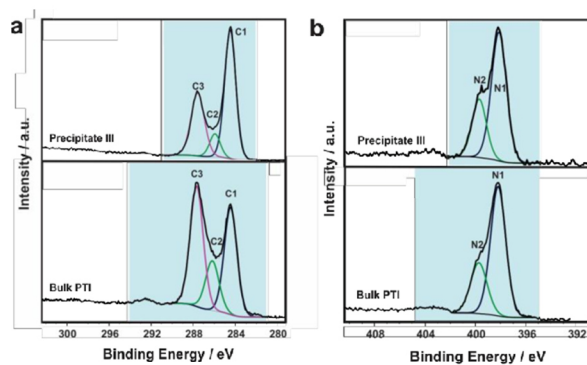 a
C1
C3
C2
Precipitate III
C3
C1
C2
Bulk PTI
Intensity / a.u.
300 296 292 288 284 280
Binding Energy / eV
b
N2
N1
Precipitate III
N1
N2
Bulk PTI
Intensity / a.u.
408 404 400 396 392
Binding Energy / eV